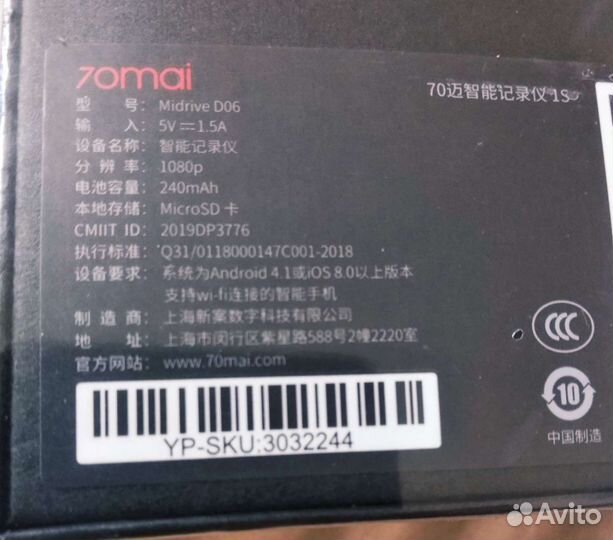 70mai
70迈智能记录仪 1S
型 号: Midrive D06
输 入: 5V⎓1.5A
设备名称: 智能记录仪
分 辨 率: 1080p
电池容量: 240mAh
本地存储: MicroSD 卡
CMIIT ID: 2019DP3776
执行标准: Q31/0118000147C001-2018
设备要求: 系统为Android 4.1或iOS 8.0以上版本
支持wi-fi连接的智能手机
制 造 商: 上海新案数字科技有限公司
地 址: 上海市闵行区紫星路588号2幢2220室
官方网站: www.70mai.com
YP-SKU:3032244
CCC
10
中国制造
Avito